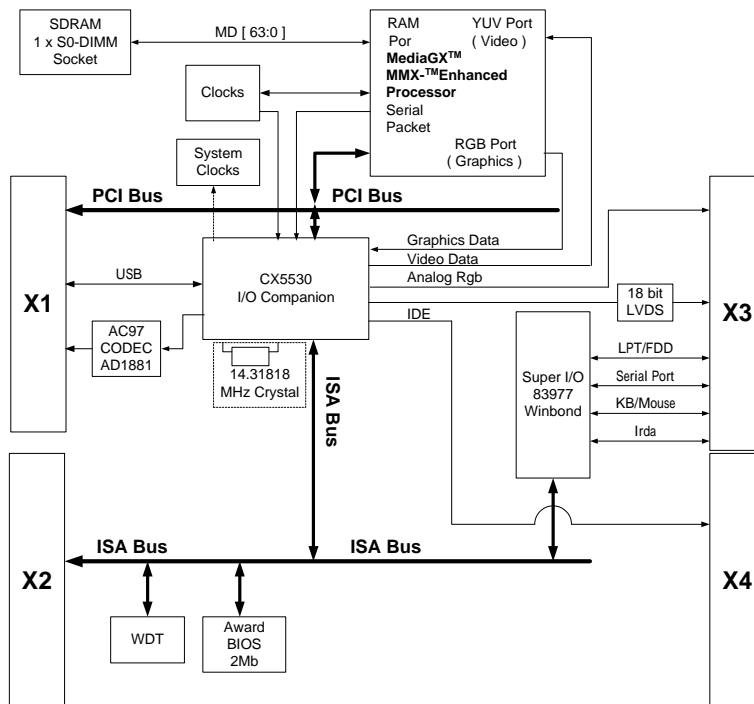 SDRAM
1 x S0-DIMM
Socket
MD [ 63:0 ]
RAM
Por
YUV Port
( Video )
MediaGX™
MMX-™Enhanced
Processor
Serial
Packet
RGB Port
( Graphics )
Clocks
System
Clocks
PCI Bus
PCI Bus
X1
USB
CX5530
I/O Companion
Graphics Data
Video Data
Analog Rgb
IDE
18 bit
LVDS
X3
AC97
CODEC
AD1881
14.31818
MHz Crystal
ISA Bus
Super I/O
83977
Winbond
LPT/FDD
Serial Port
KB/Mouse
Irda
X2
ISA Bus
ISA Bus
X4
WDT
Award
BIOS
2Mb